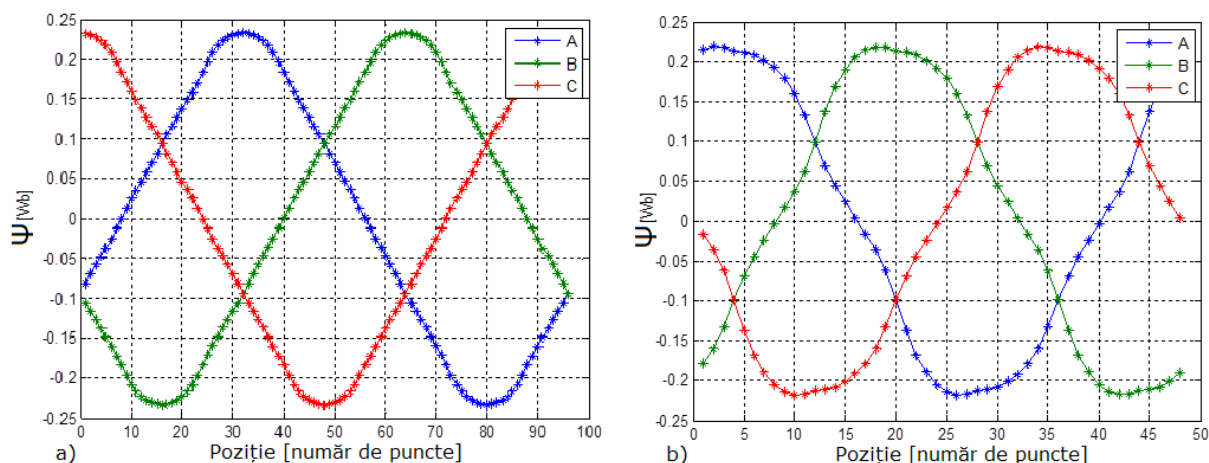 0.25
0.2
0.15
0.1
0.05
0
-0.05
-0.1
-0.15
-0.2
-0.25
Ψ[Wb]
0 10 20 30 40 50 60 70 80 90 100
A
B
C
a) Poziție [număr de puncte]
0.25
0.2
0.15
0.1
0.05
0
-0.05
-0.1
-0.15
-0.2
-0.25
Ψ[Wb]
0 5 10 15 20 25 30 35 40 45 50
A
B
C
b) Poziție [număr de puncte]